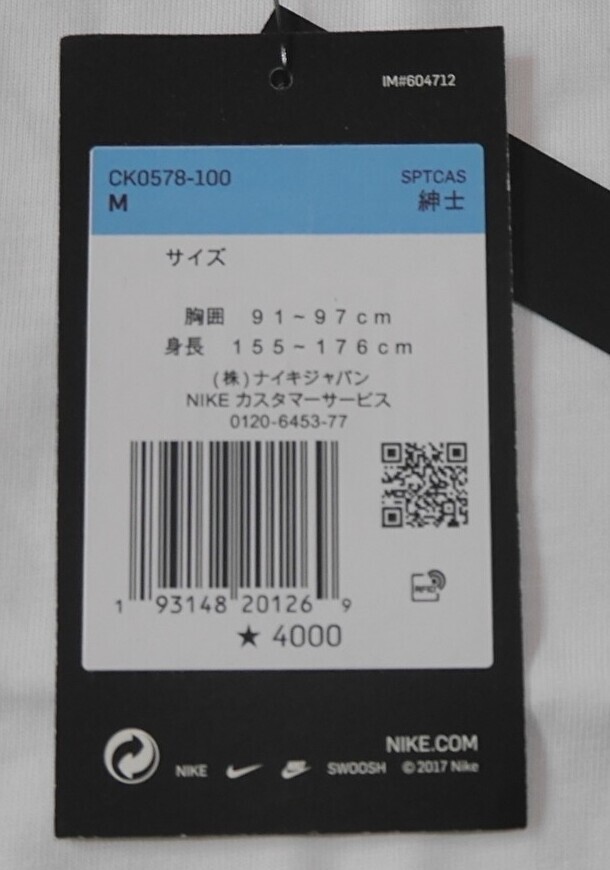 IM#604712
CK0578-100 SPTCAS
M 紳士
サイズ
胸囲 91~97cm
身長 155~176cm
(株)ナイキジャパン
NIKE カスタマーサービス
0120-6453-77
RFID
1 93148 20126 9
★ 4000
NIKE.COM
NIKE SWOOSH ©2017 Nike